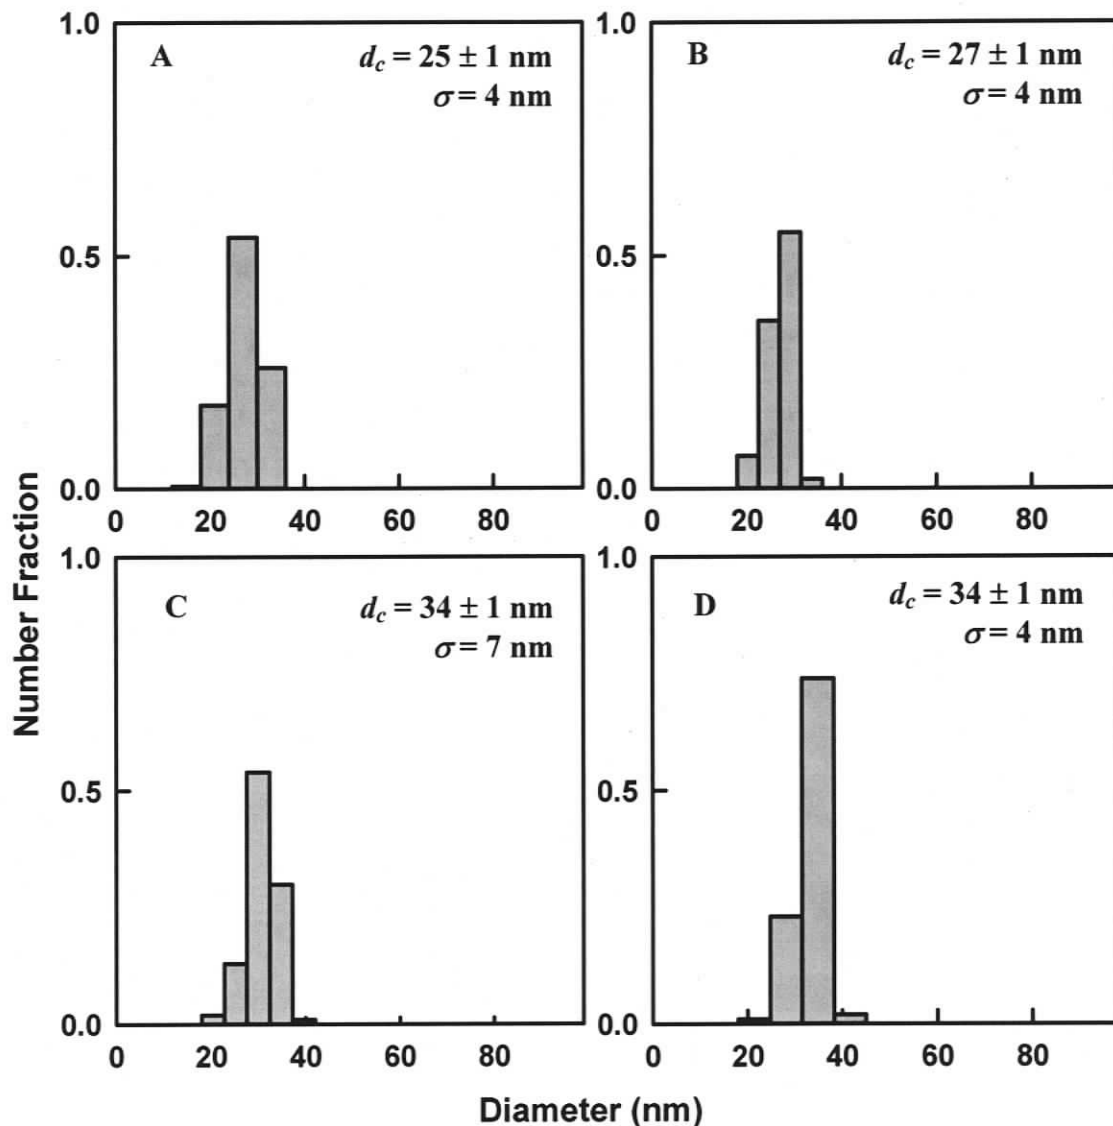 1.0
A
d_c = 25 ± 1 nm
σ = 4 nm
0.5
0.0
0 20 40 60 80
1.0
B
d_c = 27 ± 1 nm
σ = 4 nm
0.5
0.0
0 20 40 60 80
1.0
C
d_c = 34 ± 1 nm
σ = 7 nm
0.5
0.0
0 20 40 60 80
1.0
D
d_c = 34 ± 1 nm
σ = 4 nm
0.5
0.0
0 20 40 60 80
Number Fraction
Diameter (nm)